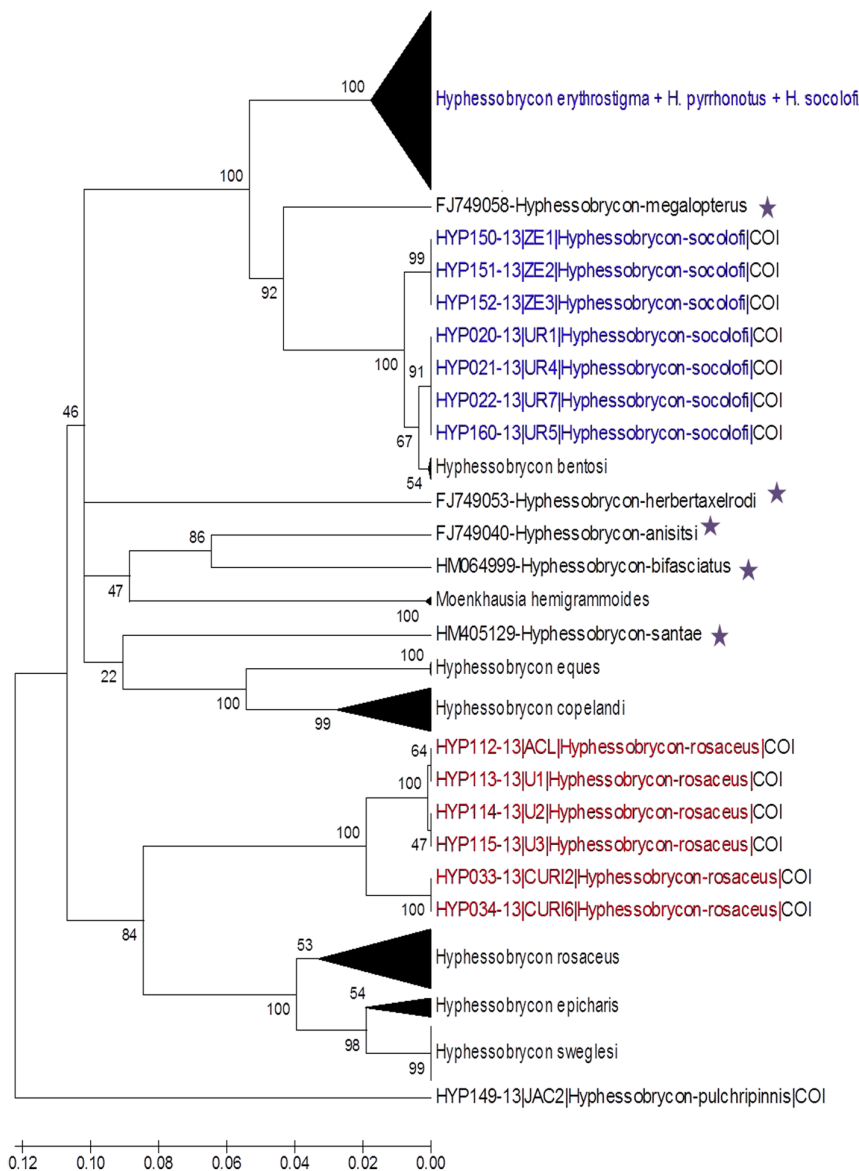 100
Hyphessobrycon erythrostigma + H. pyrrhonotus + H. socolofi
100
FJ749058-Hyphessobrycon-megalopterus
HYP150-13|ZE1|Hyphessobrycon-socolofi|COI
99
HYP151-13|ZE2|Hyphessobrycon-socolofi|COI
92
HYP152-13|ZE3|Hyphessobrycon-socolofi|COI
HYP020-13|UR1|Hyphessobrycon-socolofi|COI
100
91
HYP021-13|UR4|Hyphessobrycon-socolofi|COI
HYP022-13|UR7|Hyphessobrycon-socolofi|COI
46
67
HYP160-13|UR5|Hyphessobrycon-socolofi|COI
Hyphessobrycon bentosi
54
FJ749053-Hyphessobrycon-herbertaxelrodi
86
FJ749040-Hyphessobrycon-anisitsi
HM064999-Hyphessobrycon-bifasciatus
47
Moenkhausia hemigrammoides
100
HM405129-Hyphessobrycon-santae
100
Hyphessobrycon eques
22
100
Hyphessobrycon copelandi
99
64
HYP112-13|ACL|Hyphessobrycon-rosaceus|COI
100
HYP113-13|U1|Hyphessobrycon-rosaceus|COI
HYP114-13|U2|Hyphessobrycon-rosaceus|COI
100
47
HYP115-13|U3|Hyphessobrycon-rosaceus|COI
HYP033-13|CURI2|Hyphessobrycon-rosaceus|COI
100
HYP034-13|CURI6|Hyphessobrycon-rosaceus|COI
84
53
Hyphessobrycon rosaceus
54
100
Hyphessobrycon epicharis
98
Hyphessobrycon sweglesi
99
HYP149-13|JAC2|Hyphessobrycon-pulchripinnis|COI
0.12 0.10 0.08 0.06 0.04 0.02 0.00